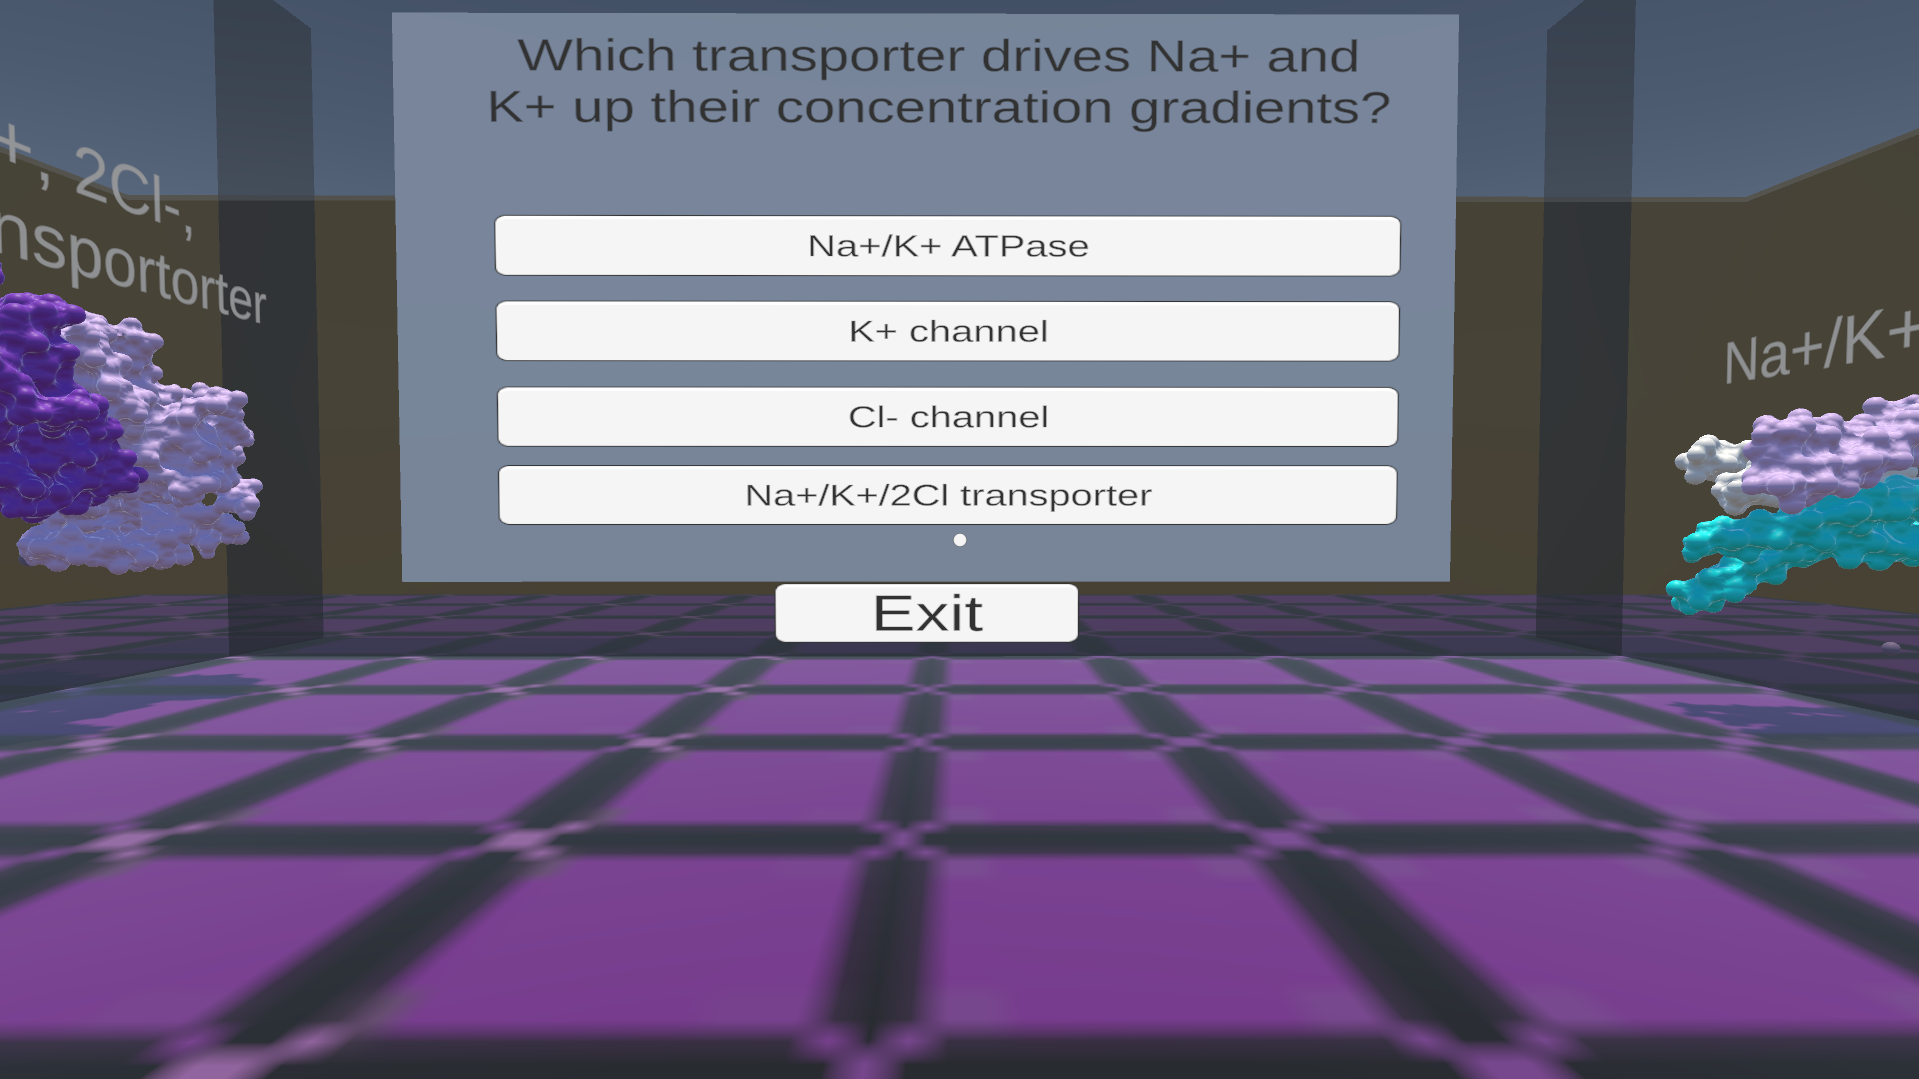 Which transporter drives Na+ and
K+ up their concentration gradients?
+, 2Cl-,
nsportorter
Na+/K+ ATPase
K+ channel
Cl- channel
Na+/K+/2Cl transporter
Na+/K+
Exit